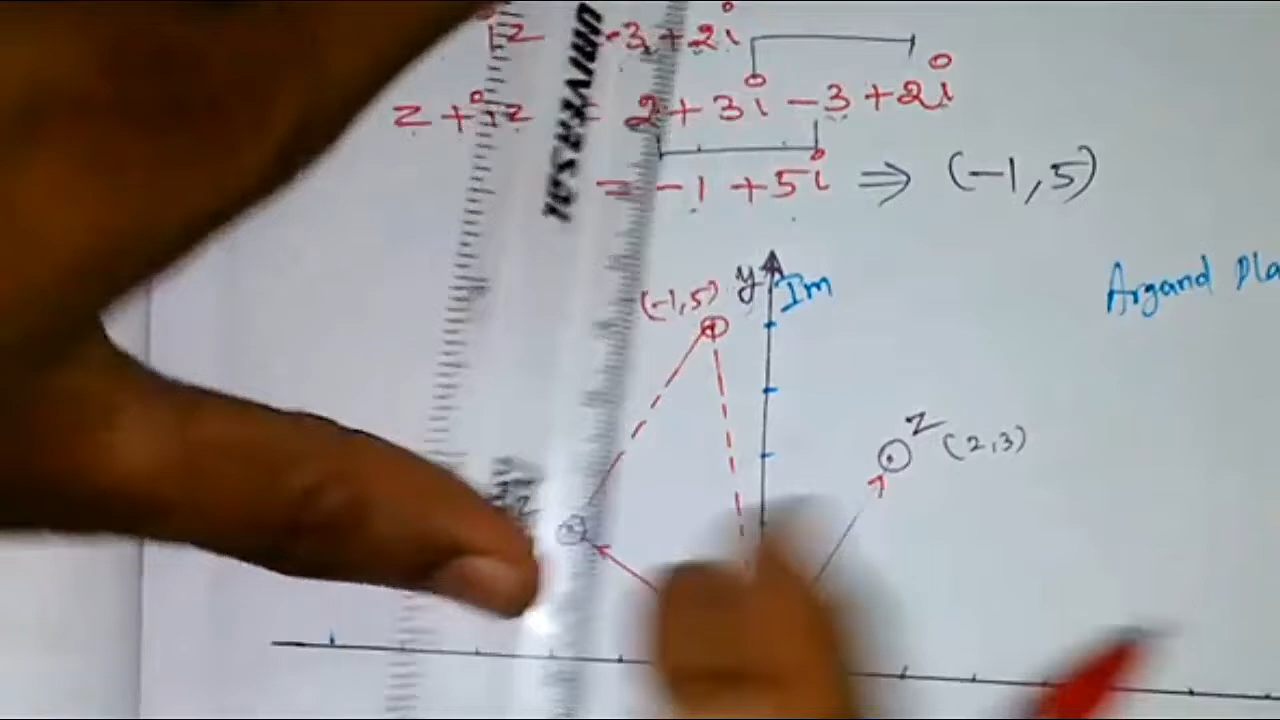 iz -3+2i
z+iz = 2+3i-3+2i
= -1 +5i ⇒ (-1,5)
UNIVERSAL
(-1,5) y Im
Argand Pla
z (2,3)